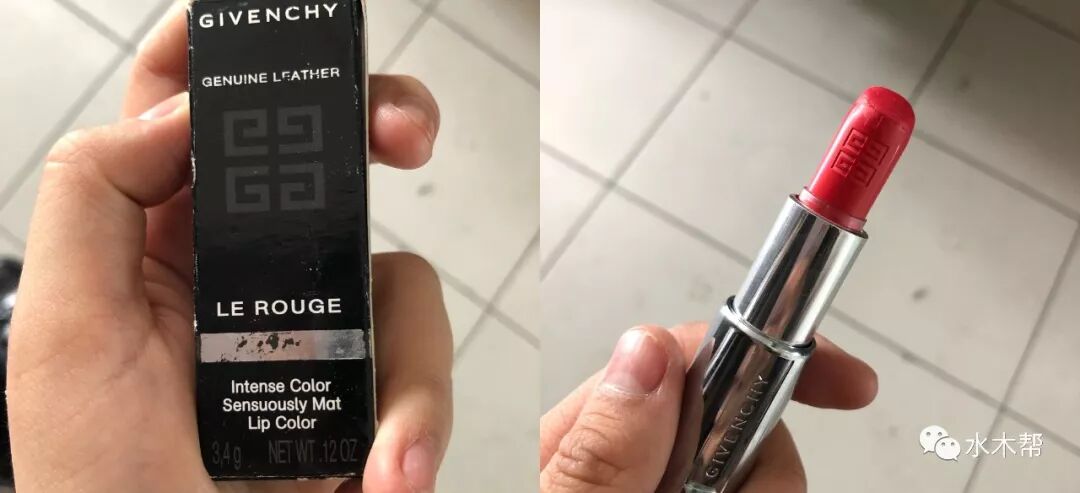 GIVENCHY
GENUINE LEATHER
LE ROUGE
Intense Color
Sensuously Mat
Lip Color
3,4g NET WT .12 OZ
GIVENCHY
水木帮